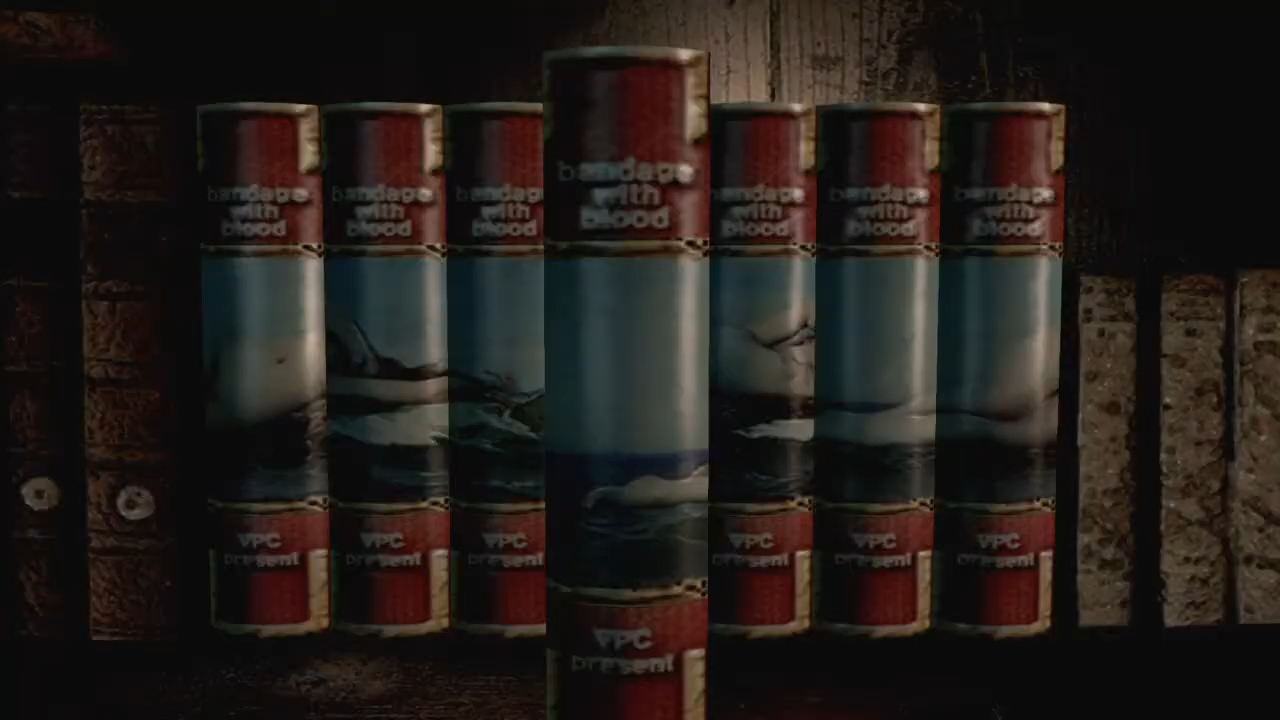 bandage
with
blood
bandage
with
blood
bandage
with
blood
bandage
with
blood
bandage
with
blood
bandage
with
blood
bandage
with
blood
VPC
present
VPC
present
VPC
present
VPC
present
VPC
present
VPC
present
VPC
present